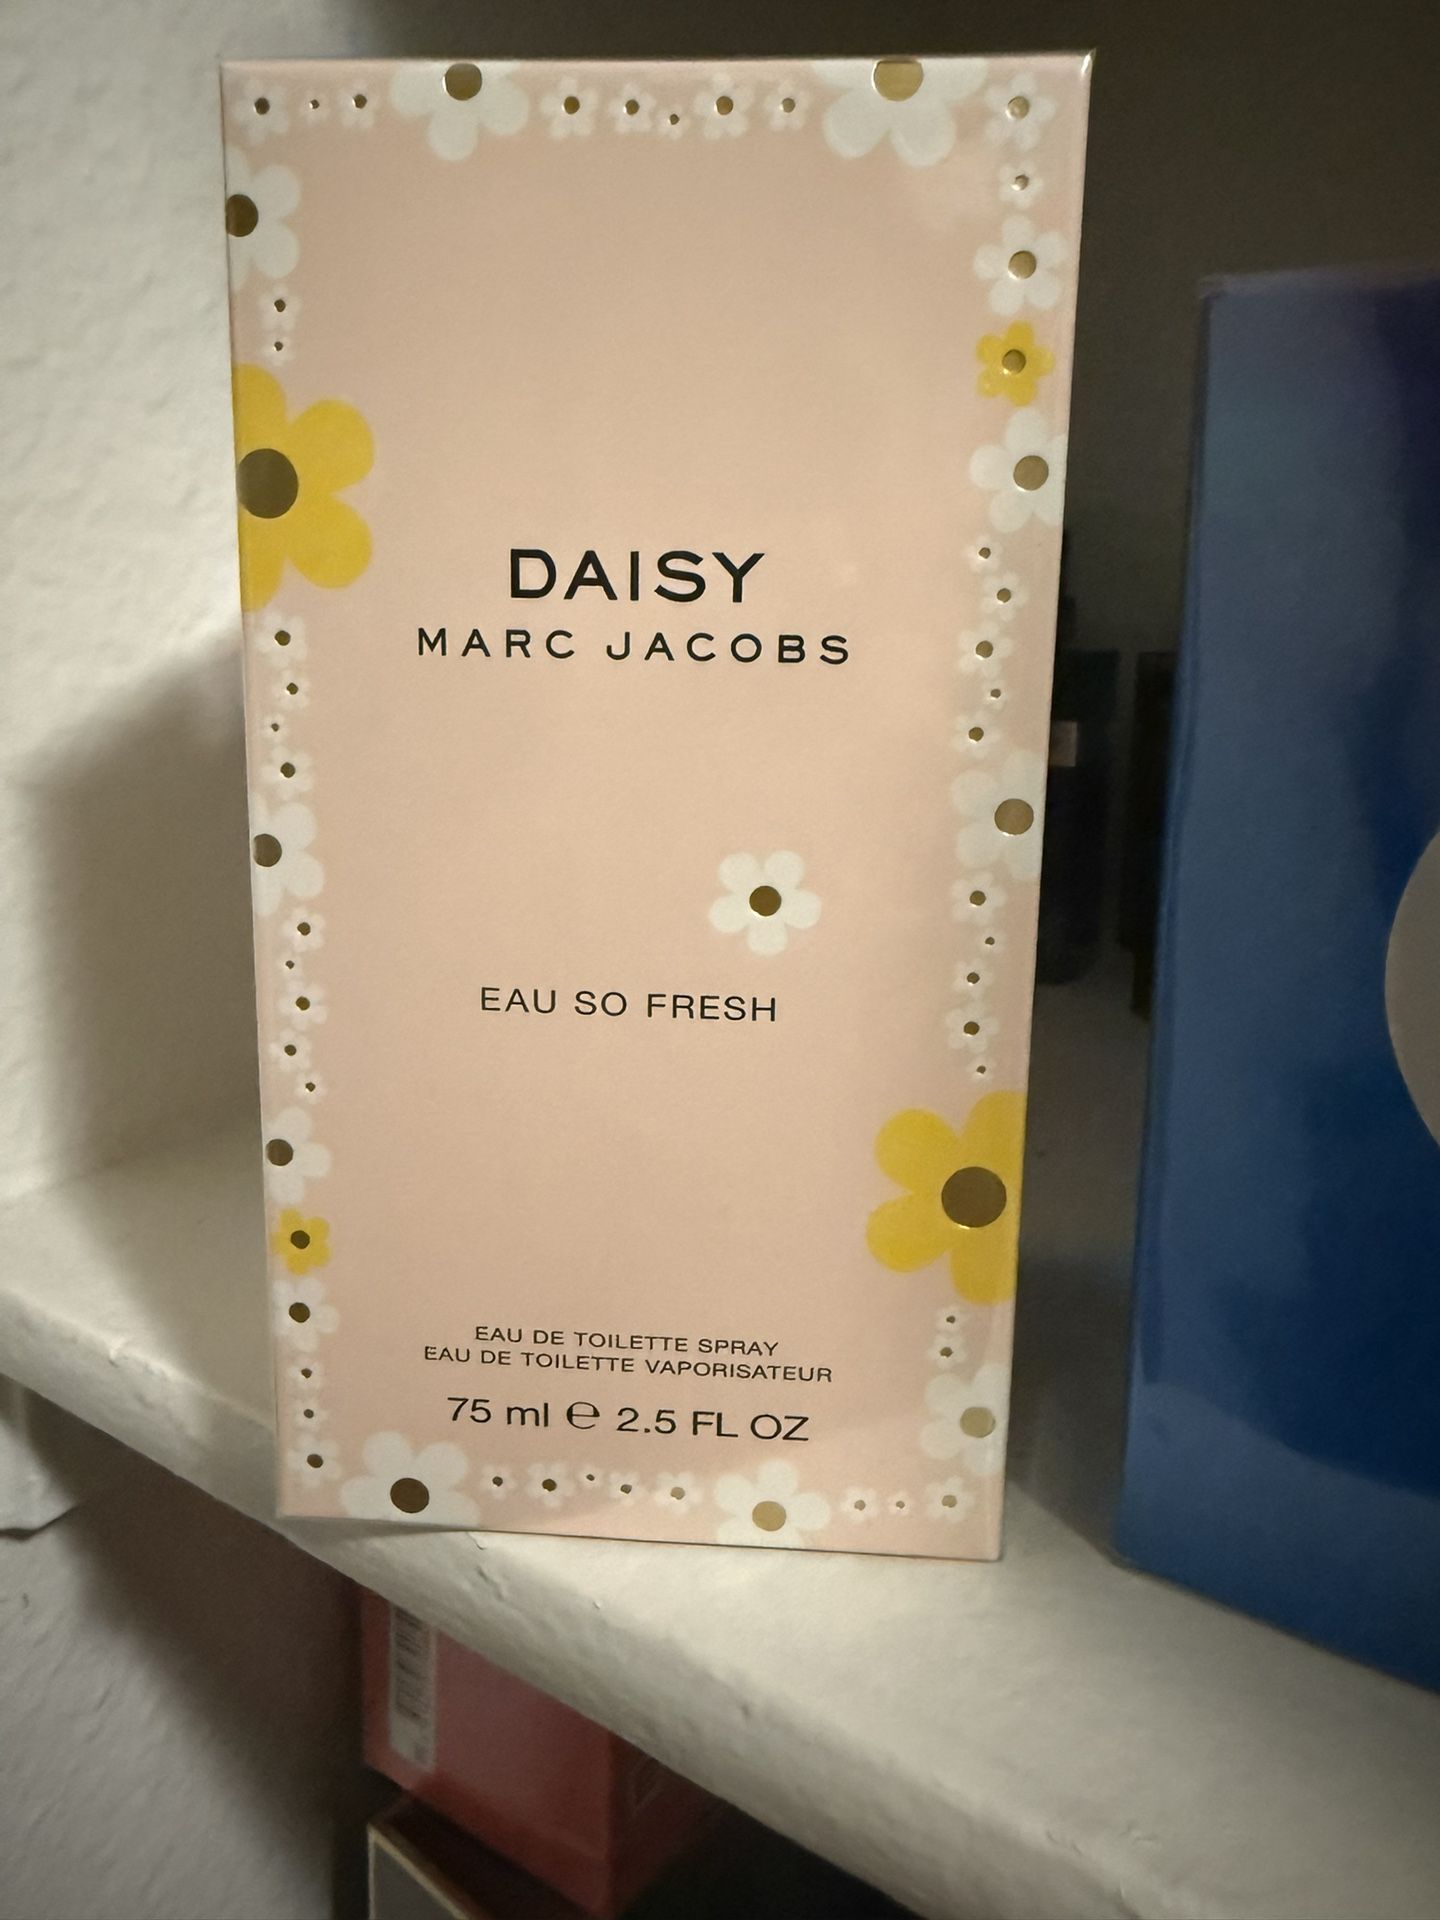 DAISY
MARC JACOBS
EAU SO FRESH
EAU DE TOILETTE SPRAY
EAU DE TOILETTE VAPORISATEUR
75 ml ℮ 2.5 FL OZ